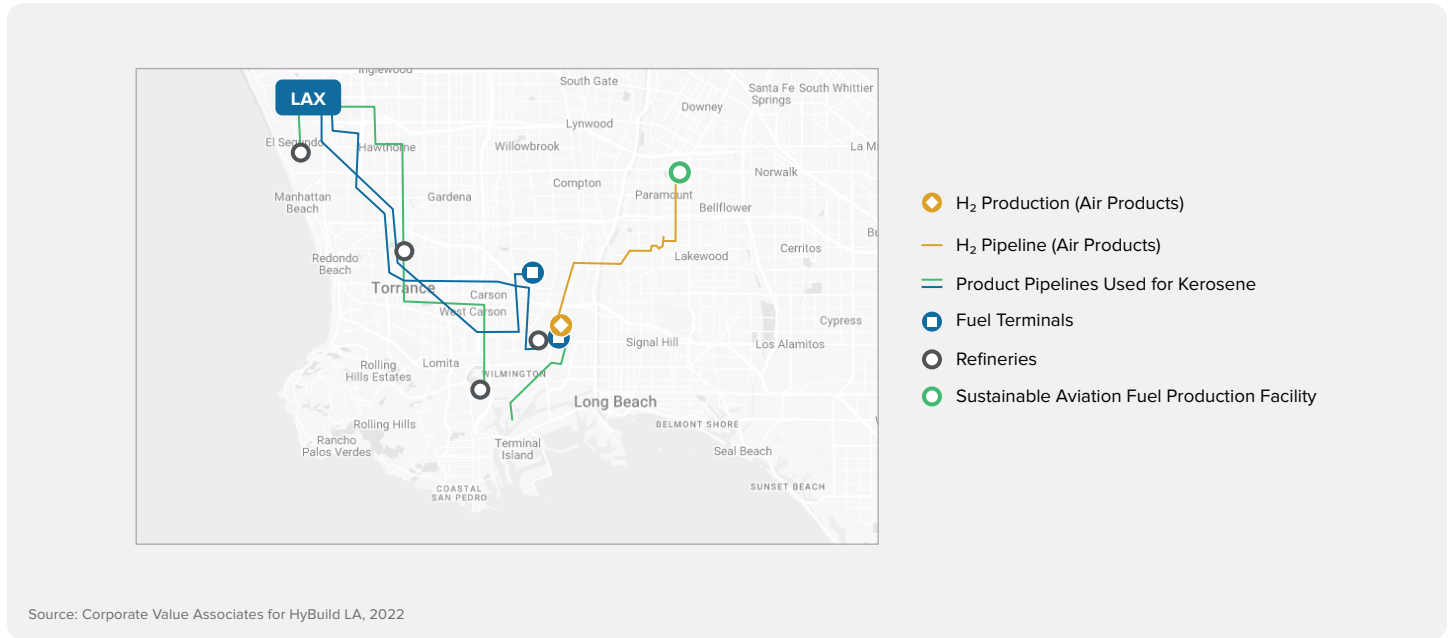 Inglewood
South Gate
Santa Fe
Springs
South Whittier
LAX
Downey
Lynwood
El Segundo
Hawthorne
Willowbrook
La Mi
Norwalk
Compton
Paramount
Manhattan
Beach
Gardena
Bellflower
Bu
Cerritos
Lakewood
Redondo
Beach
Torrance
Carson
West Carson
Cypress
Signal Hill
Los Alamitos
Rolling
Hills Estates
Lomita
WILMINGTON
Long Beach
Rolling Hills
BELMONT SHORE
Rancho
Palos Verdes
Terminal
Island
Seal Beach
COASTAL
SAN PEDRO
SUNSET BEACH
H₂ Production (Air Products)
H₂ Pipeline (Air Products)
Product Pipelines Used for Kerosene
Fuel Terminals
Refineries
Sustainable Aviation Fuel Production Facility
Source: Corporate Value Associates for HyBuild LA, 2022